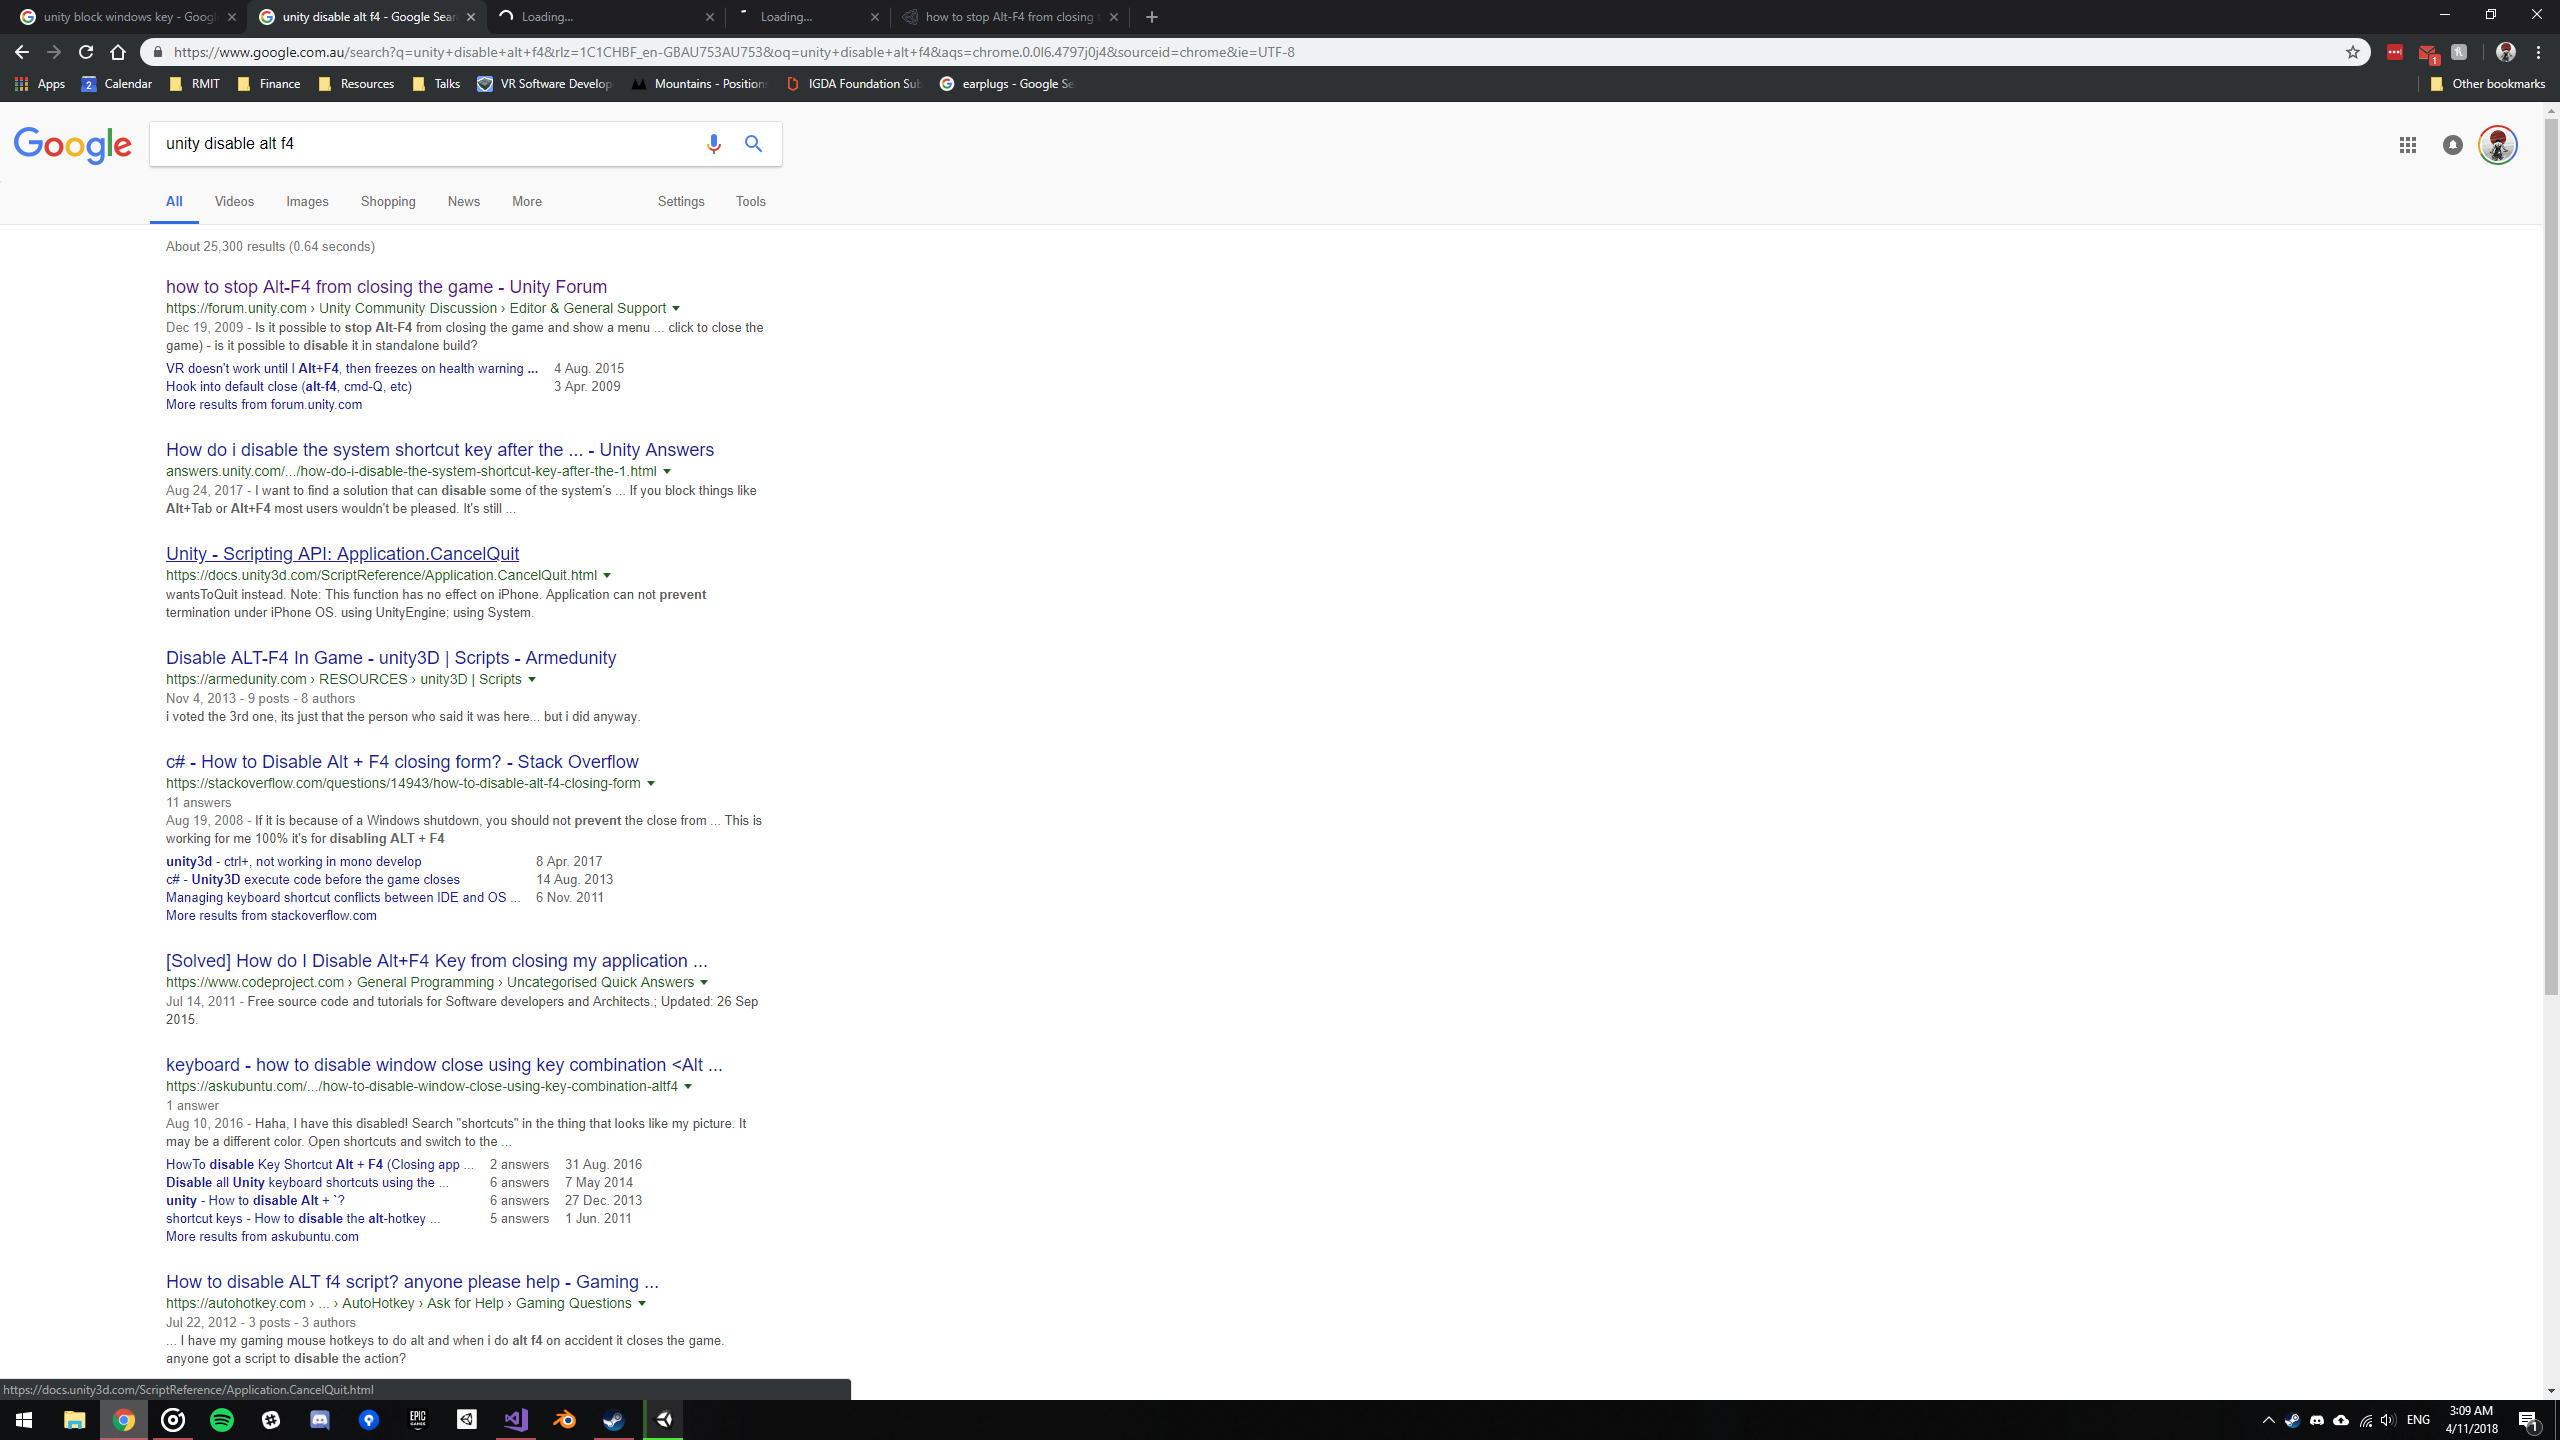 unity block windows key - Goog
unity disable alt f4 - Google Sear
Loading...
Loading...
how to stop Alt-F4 from closing
https://www.google.com.au/search?q=unity+disable+alt+f4&rlz=1C1CHBF_en-GBAU753AU753&oq=unity+disable+alt+f4&aqs=chrome.0.0l6.4797j0j4&sourceid=chrome&ie=UTF-8
1
Apps
2 Calendar
RMIT
Finance
Resources
Talks
VR Software Develop
Mountains - Position
IGDA Foundation Sub
earplugs - Google Se
Other bookmarks
Google
unity disable alt f4
All Videos Images Shopping News More Settings Tools
About 25,300 results (0.64 seconds)
how to stop Alt-F4 from closing the game - Unity Forum
https://forum.unity.com › Unity Community Discussion › Editor & General Support
Dec 19, 2009 - Is it possible to stop Alt-F4 from closing the game and show a menu ... click to close the
game) - is it possible to disable it in standalone build?
VR doesn't work until I Alt+F4, then freezes on health warning ... 4 Aug. 2015
Hook into default close (alt-f4, cmd-Q, etc) 3 Apr. 2009
More results from forum.unity.com
How do i disable the system shortcut key after the ... - Unity Answers
answers.unity.com/.../how-do-i-disable-the-system-shortcut-key-after-the-1.html
Aug 24, 2017 - I want to find a solution that can disable some of the system's ... If you block things like
Alt+Tab or Alt+F4 most users wouldn't be pleased. It's still ...
Unity - Scripting API: Application.CancelQuit
https://docs.unity3d.com/ScriptReference/Application.CancelQuit.html
wantsToQuit instead. Note: This function has no effect on iPhone. Application can not prevent
termination under iPhone OS. using UnityEngine; using System.
Disable ALT-F4 In Game - unity3D | Scripts - Armedunity
https://armedunity.com › RESOURCES › unity3D | Scripts
Nov 4, 2013 - 9 posts - 8 authors
i voted the 3rd one, its just that the person who said it was here... but i did anyway.
c# - How to Disable Alt + F4 closing form? - Stack Overflow
https://stackoverflow.com/questions/14943/how-to-disable-alt-f4-closing-form
11 answers
Aug 19, 2008 - If it is because of a Windows shutdown, you should not prevent the close from ... This is
working for me 100% it's for disabling ALT + F4
unity3d - ctrl+, not working in mono develop 8 Apr. 2017
c# - Unity3D execute code before the game closes 14 Aug. 2013
Managing keyboard shortcut conflicts between IDE and OS ... 6 Nov. 2011
More results from stackoverflow.com
[Solved] How do I Disable Alt+F4 Key from closing my application ...
https://www.codeproject.com › General Programming › Uncategorised Quick Answers
Jul 14, 2011 - Free source code and tutorials for Software developers and Architects.; Updated: 26 Sep
2015.
keyboard - how to disable window close using key combination <Alt ...
https://askubuntu.com/.../how-to-disable-window-close-using-key-combination-altf4
1 answer
Aug 10, 2016 - Haha, I have this disabled! Search "shortcuts" in the thing that looks like my picture. It
may be a different color. Open shortcuts and switch to the ...
HowTo disable Key Shortcut Alt + F4 (Closing app ... 2 answers 31 Aug. 2016
Disable all Unity keyboard shortcuts using the ... 6 answers 7 May 2014
unity - How to disable Alt + `? 6 answers 27 Dec. 2013
shortcut keys - How to disable the alt-hotkey ... 5 answers 1 Jun. 2011
More results from askubuntu.com
How to disable ALT f4 script? anyone please help - Gaming ...
https://autohotkey.com › ... › AutoHotkey › Ask for Help › Gaming Questions
Jul 22, 2012 - 3 posts - 3 authors
... I have my gaming mouse hotkeys to do alt and when i do alt f4 on accident it closes the game.
anyone got a script to disable the action?
https://docs.unity3d.com/ScriptReference/Application.CancelQuit.html
EPIC
GAMES
ENG
3:09 AM
4/11/2018
1